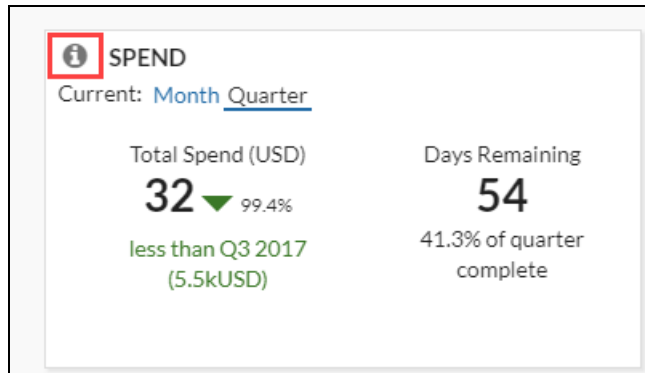 SPEND
Current: Month Quarter
Total Spend (USD)
32 99.4%
less than Q3 2017
(5.5kUSD)
Days Remaining
54
41.3% of quarter
complete